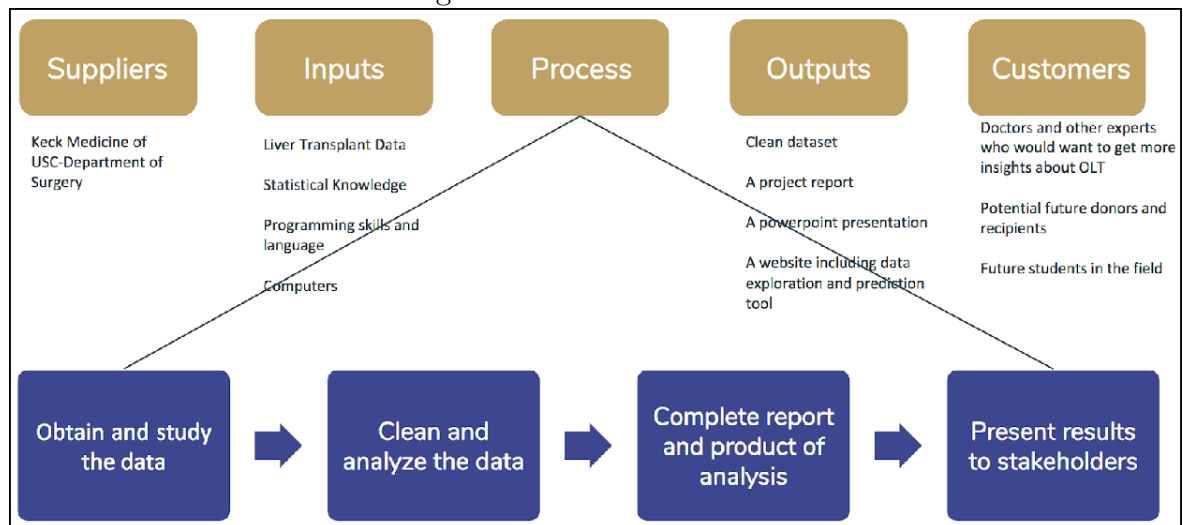 Suppliers
Inputs
Process
Outputs
Customers
Keck Medicine of
USC-Department of
Surgery
Liver Transplant Data
Statistical Knowledge
Programming skills and
language
Computers
Clean dataset
A project report
A powerpoint presentation
A website including data
exploration and prediction
tool
Doctors and other experts
who would want to get more
insights about OLT
Potential future donors and
recipients
Future students in the field
Obtain and study
the data
Clean and
analyze the data
Complete report
and product of
analysis
Present results
to stakeholders